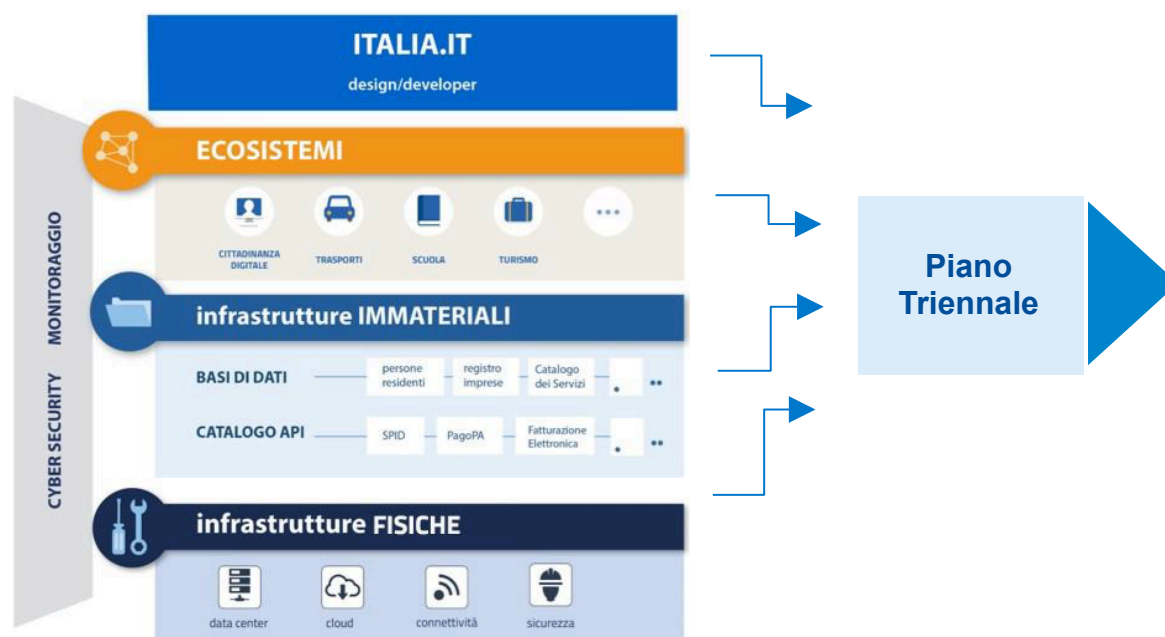 ITALIA.IT
design/developer
CYBER SECURITY MONITORAGGIO
ECOSISTEMI
CITTADINANZA
DIGITALE
TRASPORTI
SCUOLA
TURISMO
infrastrutture IMMATERIALI
BASI DI DATI
persone
residenti
registro
imprese
Catalogo
dei Servizi
CATALOGO API
SPID
PagoPA
Fatturazione
Elettronica
infrastrutture FISICHE
data center
cloud
connettività
sicurezza
Piano
Triennale